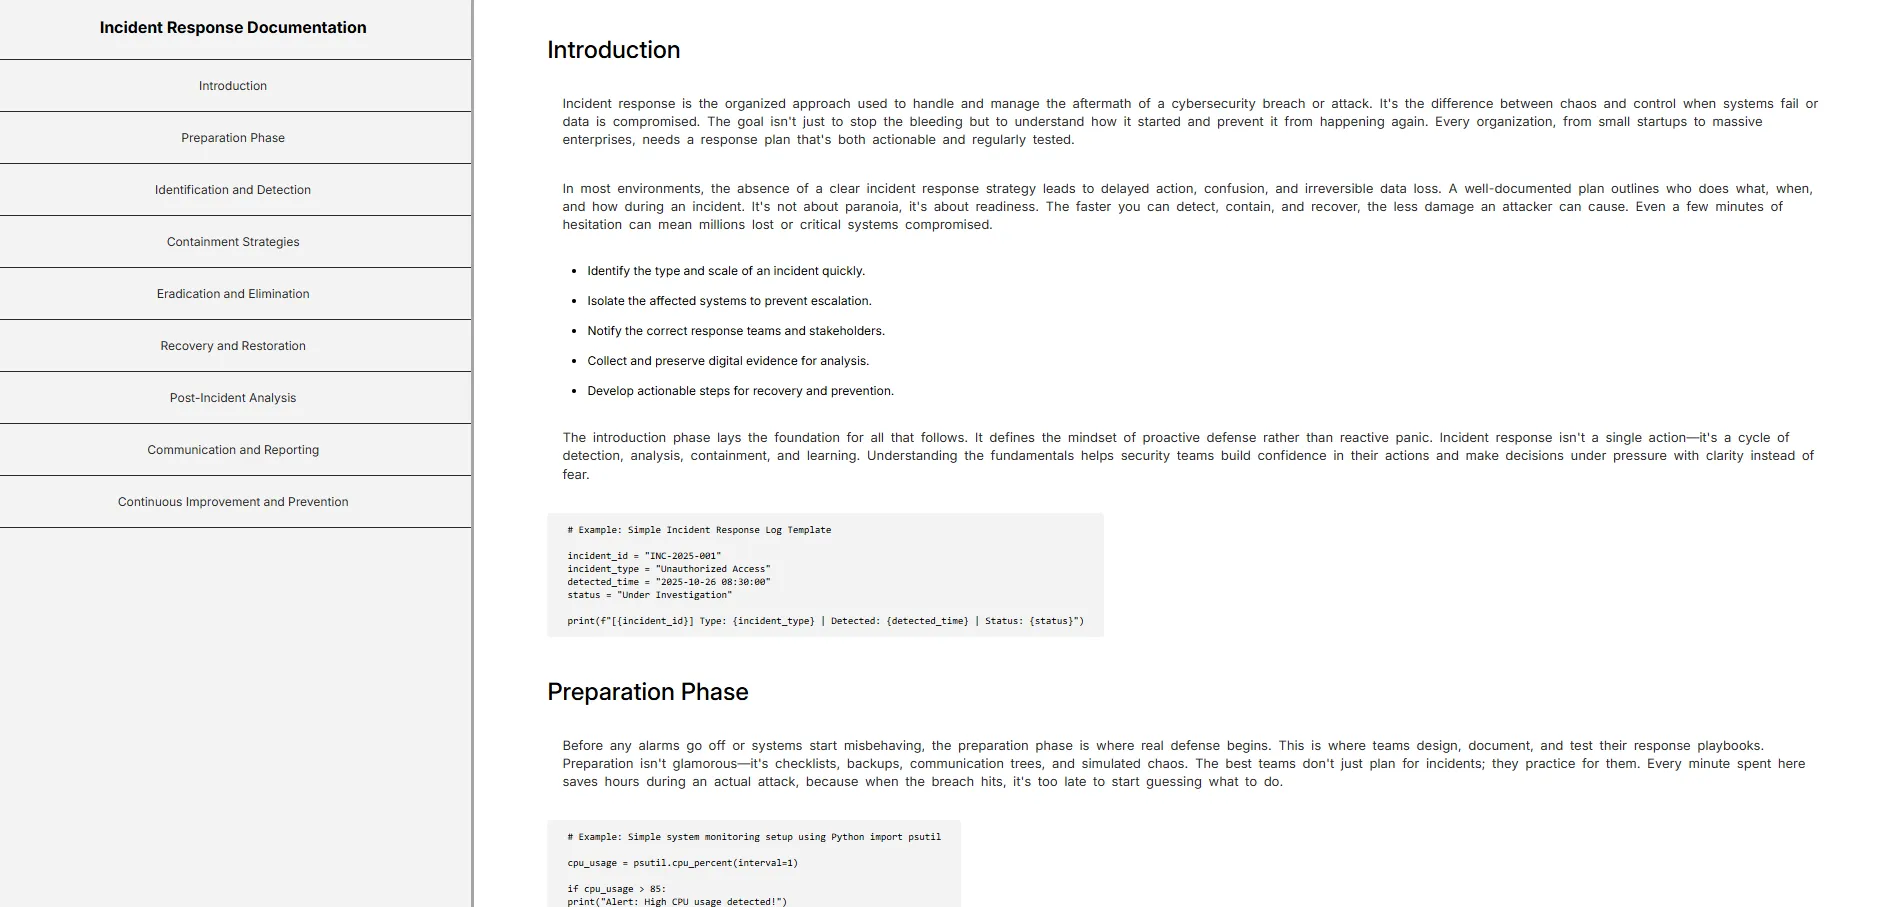 Incident Response Documentation
Introduction
Preparation Phase
Identification and Detection
Containment Strategies
Eradication and Elimination
Recovery and Restoration
Post-Incident Analysis
Communication and Reporting
Continuous Improvement and Prevention
Introduction
Incident response is the organized approach used to handle and manage the aftermath of a cybersecurity breach or attack. It's the difference between chaos and control when systems fail or
data is compromised. The goal isn't just to stop the bleeding but to understand how it started and prevent it from happening again. Every organization, from small startups to massive
enterprises, needs a response plan that's both actionable and regularly tested.
In most environments, the absence of a clear incident response strategy leads to delayed action, confusion, and irreversible data loss. A well-documented plan outlines who does what, when,
and how during an incident. It's not about paranoia, it's about readiness. The faster you can detect, contain, and recover, the less damage an attacker can cause. Even a few minutes of
hesitation can mean millions lost or critical systems compromised.
• Identify the type and scale of an incident quickly.
• Isolate the affected systems to prevent escalation.
• Notify the correct response teams and stakeholders.
• Collect and preserve digital evidence for analysis.
• Develop actionable steps for recovery and prevention.
The introduction phase lays the foundation for all that follows. It defines the mindset of proactive defense rather than reactive panic. Incident response isn't a single action—it's a cycle of
detection, analysis, containment, and learning. Understanding the fundamentals helps security teams build confidence in their actions and make decisions under pressure with clarity instead of
fear.
# Example: Simple Incident Response Log Template
incident_id = "INC-2025-001"
incident_type = "Unauthorized Access"
detected_time = "2025-10-26 08:30:00"
status = "Under Investigation"
print(f"[{incident_id}] Type: {incident_type} | Detected: {detected_time} | Status: {status}")
Preparation Phase
Before any alarms go off or systems start misbehaving, the preparation phase is where real defense begins. This is where teams design, document, and test their response playbooks.
Preparation isn't glamorous—it's checklists, backups, communication trees, and simulated chaos. The best teams don't just plan for incidents; they practice for them. Every minute spent here
saves hours during an actual attack, because when the breach hits, it's too late to start guessing what to do.
# Example: Simple system monitoring setup using Python import psutil
cpu_usage = psutil.cpu_percent(interval=1)
if cpu_usage > 85:
print("Alert: High CPU usage detected!")